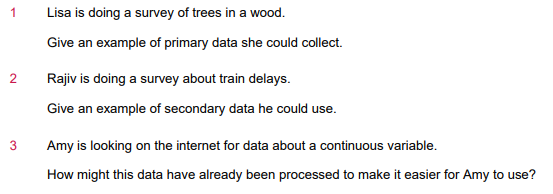 1 Lisa is doing a survey of trees in a wood.
Give an example of primary data she could collect.
2 Rajiv is doing a survey about train delays.
Give an example of secondary data he could use.
3 Amy is looking on the internet for data about a continuous variable.
How might this data have already been processed to make it easier for Amy to use?